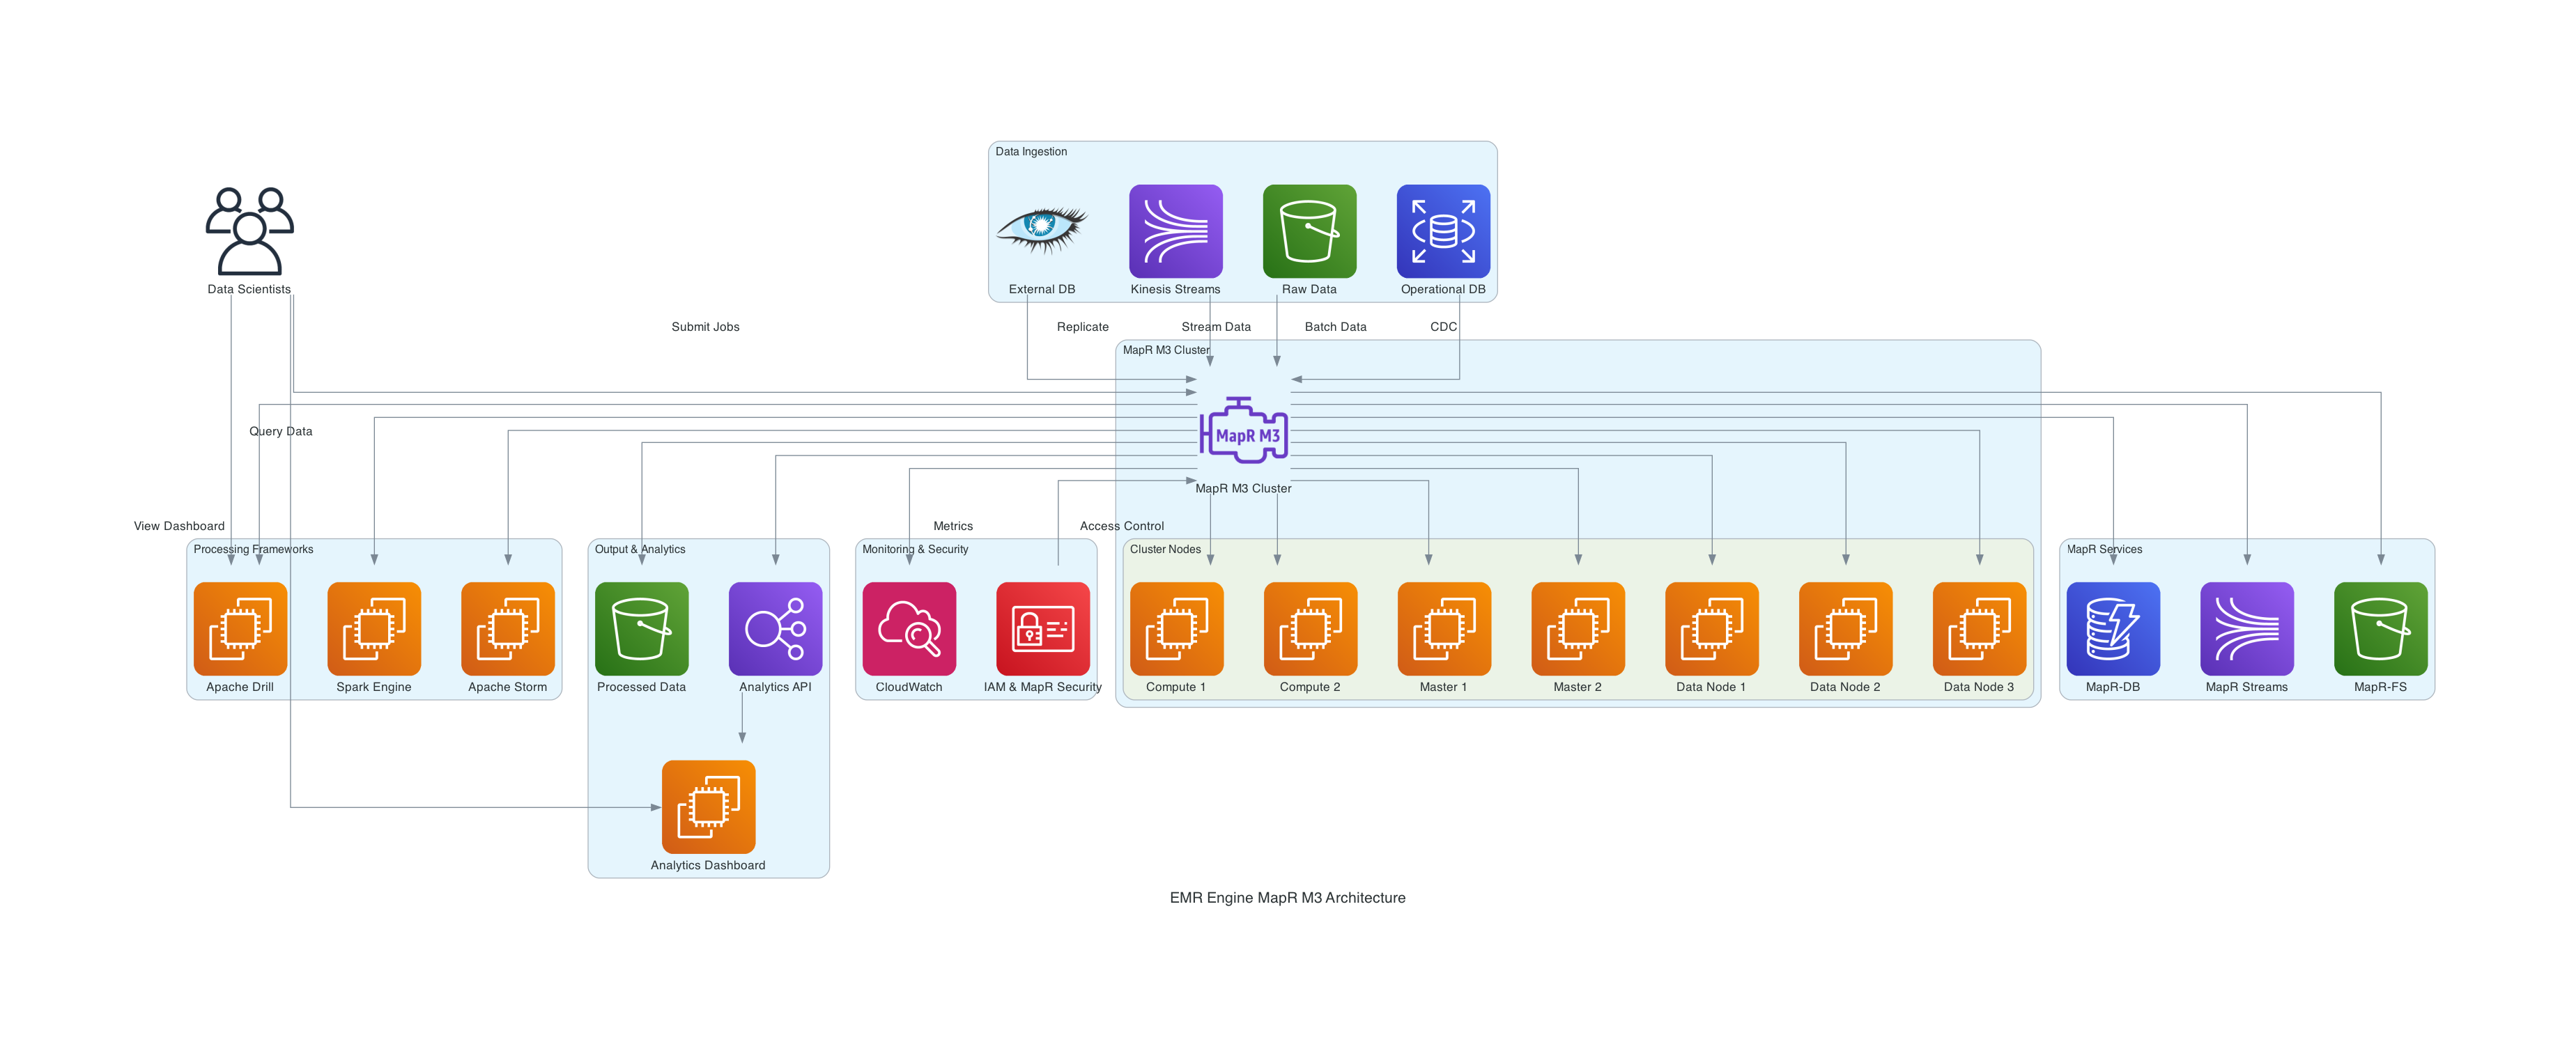 Data Ingestion
External DB
Kinesis Streams
Raw Data
Operational DB
Data Scientists
Submit Jobs
Replicate
Stream Data
Batch Data
CDC
MapR M3 Cluster
MapR M3
MapR M3 Cluster
Query Data
View Dashboard
Metrics
Access Control
Processing Frameworks
Apache Drill
Spark Engine
Apache Storm
Output & Analytics
Processed Data
Analytics API
Analytics Dashboard
Monitoring & Security
CloudWatch
IAM & MapR Security
Cluster Nodes
Compute 1
Compute 2
Master 1
Master 2
Data Node 1
Data Node 2
Data Node 3
MapR Services
MapR-DB
MapR Streams
MapR-FS
EMR Engine MapR M3 Architecture